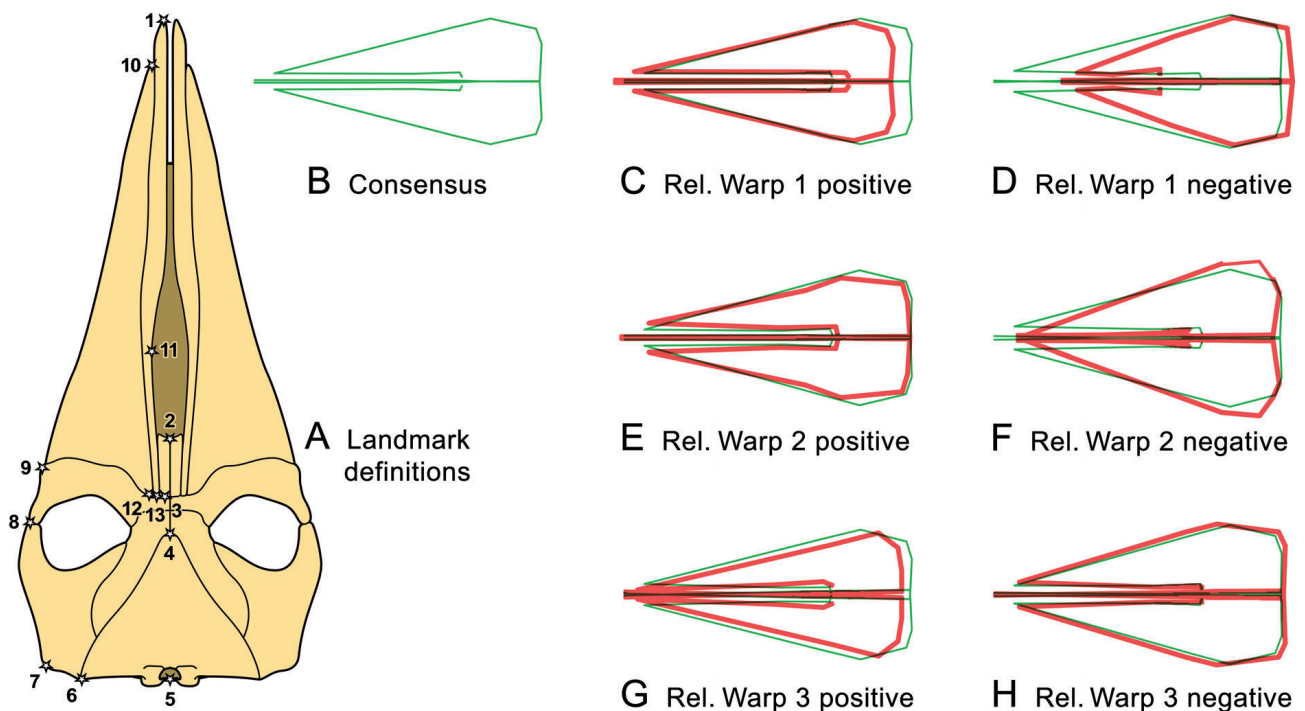 1
10
11
2
9
12
13
3
8
4
7
6
5
A Landmark
definitions
B Consensus
C Rel. Warp 1 positive
D Rel. Warp 1 negative
E Rel. Warp 2 positive
F Rel. Warp 2 negative
G Rel. Warp 3 positive
H Rel. Warp 3 negative